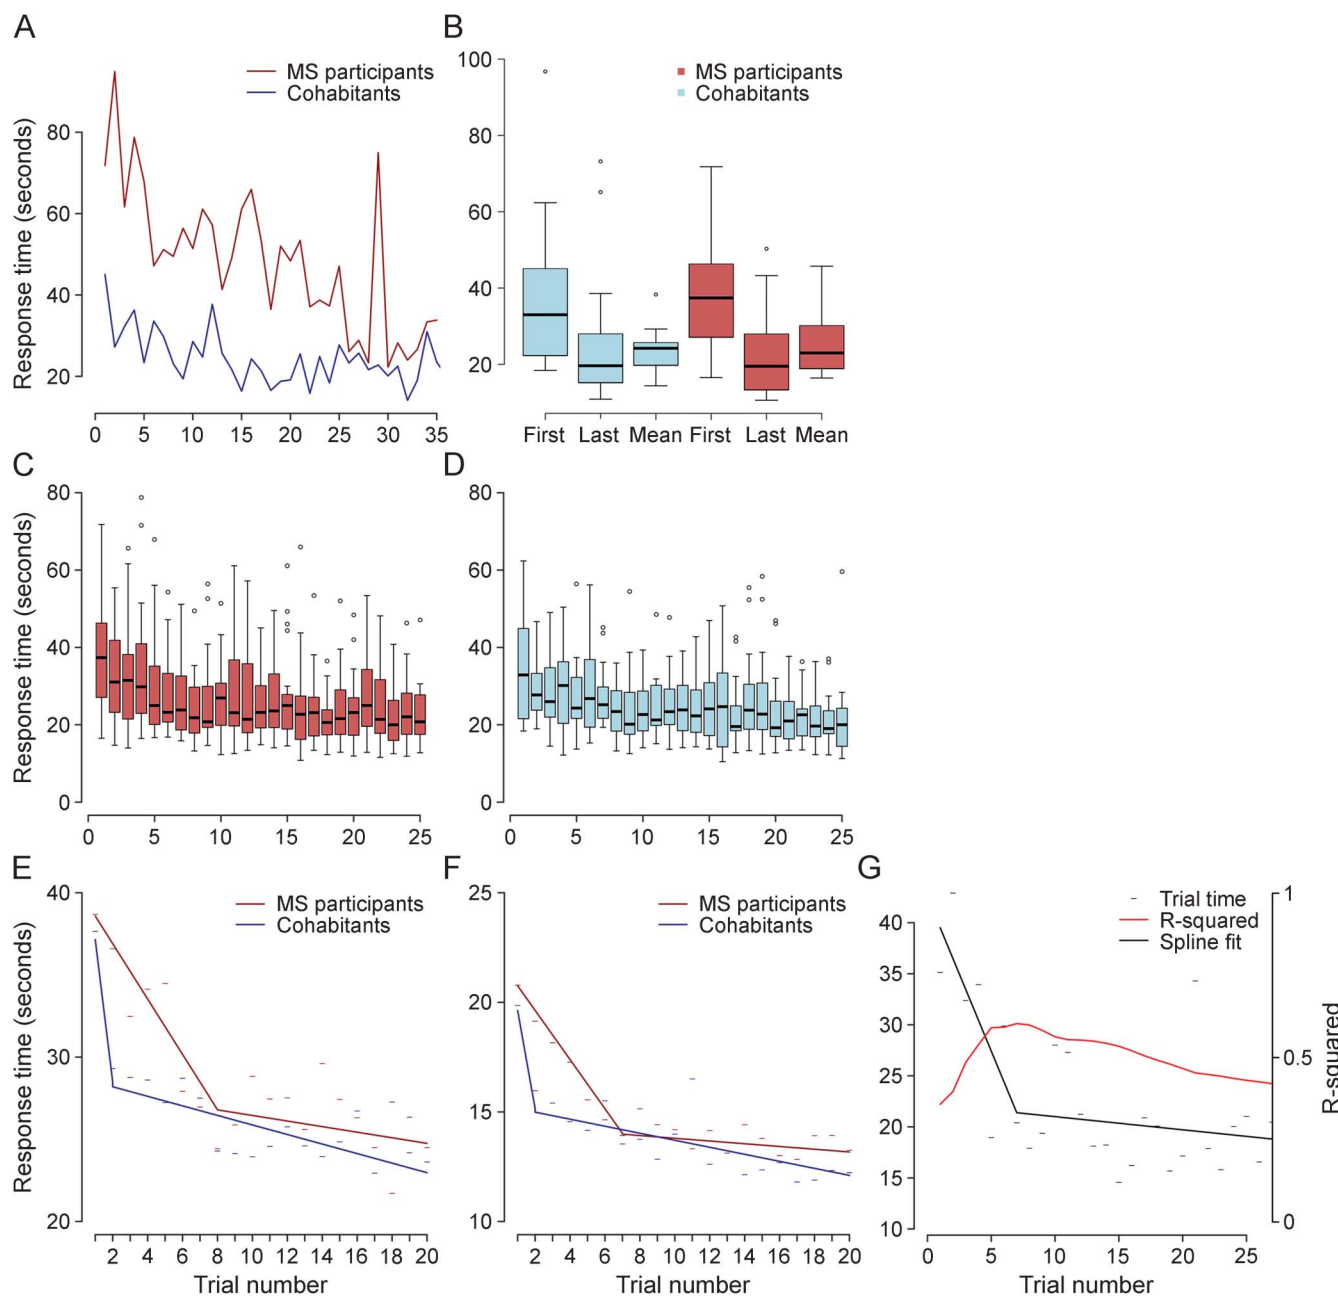 A
Response time (seconds)
80
60
40
20
0 5 10 15 20 25 30 35
MS participants
Cohabitants
B
100
80
60
40
20
First Last Mean First Last Mean
MS participants
Cohabitants
C
Response time (seconds)
80
60
40
20
0
0 5 10 15 20 25
D
80
60
40
20
0
0 5 10 15 20 25
E
Response time (seconds)
40
30
20
2 4 6 8 10 12 14 16 18 20
Trial number
MS participants
Cohabitants
F
25
20
15
10
2 4 6 8 10 12 14 16 18 20
Trial number
MS participants
Cohabitants
G
40
35
30
25
20
15
10
0 5 10 15 20 25
Trial number
Trial time
R-squared
Spline fit
1
0.5
0
R-squared